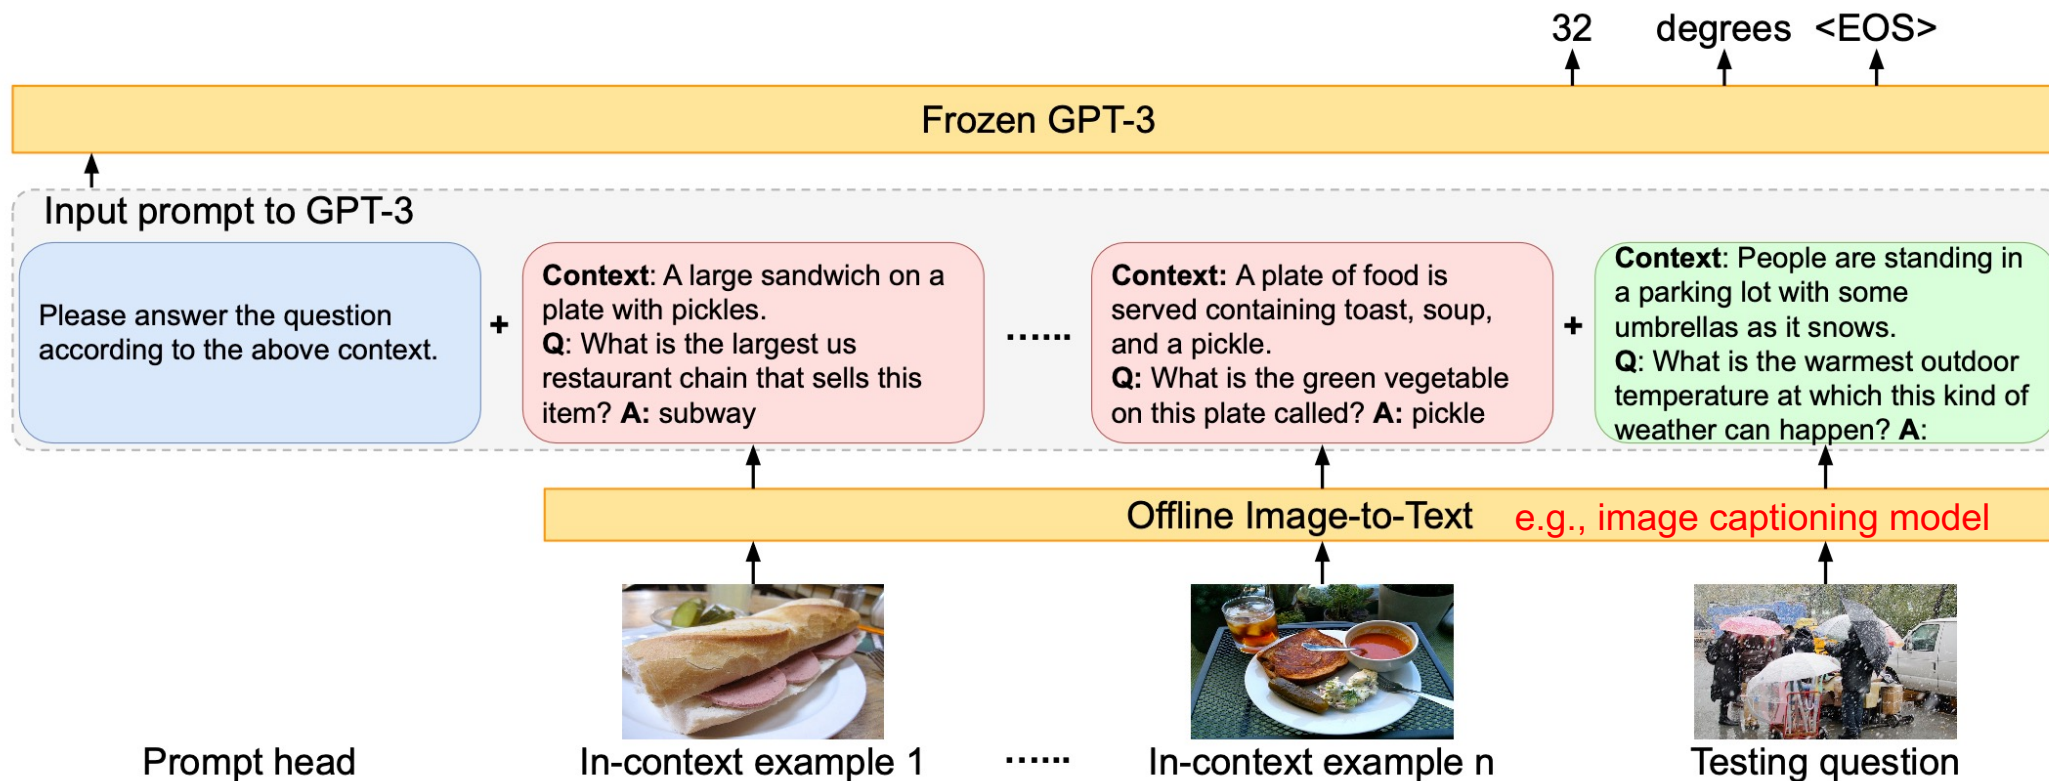 32 degrees <EOS>
Frozen GPT-3
Input prompt to GPT-3
Please answer the question
according to the above context.
+
Context: A large sandwich on a
plate with pickles.
Q: What is the largest us
restaurant chain that sells this
item? A: subway
......
Context: A plate of food is
served containing toast, soup,
and a pickle.
Q: What is the green vegetable
on this plate called? A: pickle
+
Context: People are standing in
a parking lot with some
umbrellas as it snows.
Q: What is the warmest outdoor
temperature at which this kind of
weather can happen? A:
Offline Image-to-Text e.g., image captioning model
Prompt head
In-context example 1
......
In-context example n
Testing question